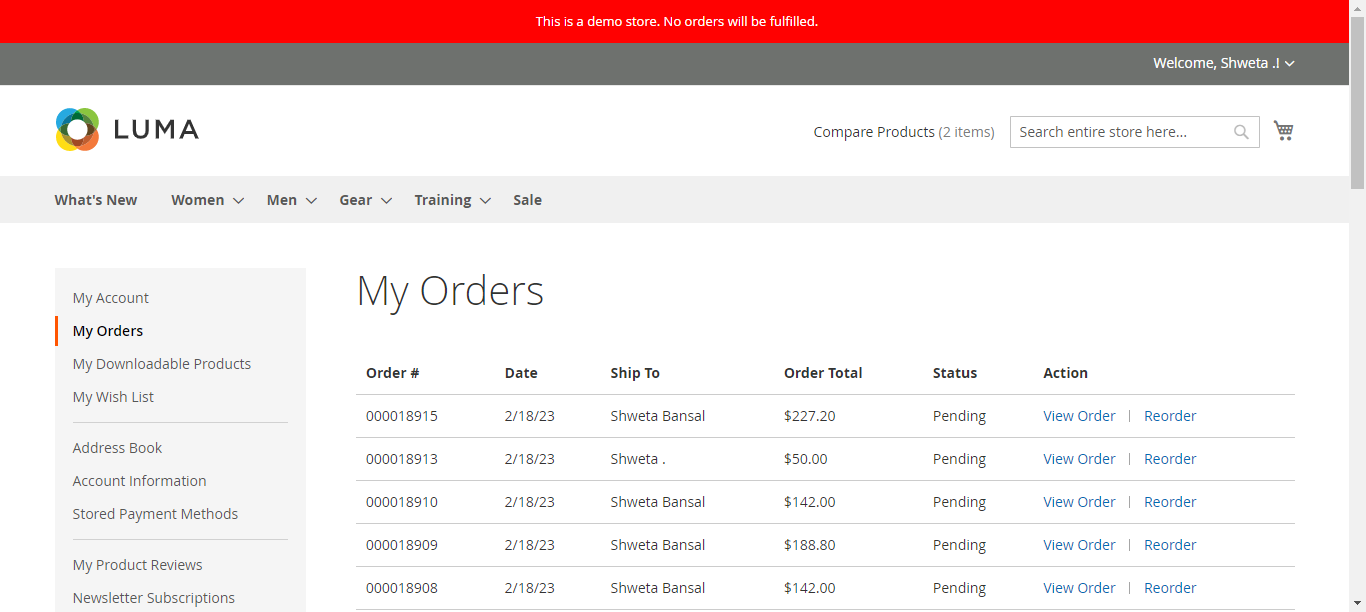 This is a demo store. No orders will be fulfilled.
Welcome, Shweta .!
LUMA
Compare Products (2 items)
Search entire store here...
What's New Women Men Gear Training Sale
My Account
My Orders
My Downloadable Products
My Wish List
Address Book
Account Information
Stored Payment Methods
My Product Reviews
Newsletter Subscriptions
My Orders
Order # Date Ship To Order Total Status Action
000018915 2/18/23 Shweta Bansal $227.20 Pending View Order | Reorder
000018913 2/18/23 Shweta . $50.00 Pending View Order | Reorder
000018910 2/18/23 Shweta Bansal $142.00 Pending View Order | Reorder
000018909 2/18/23 Shweta Bansal $188.80 Pending View Order | Reorder
000018908 2/18/23 Shweta Bansal $142.00 Pending View Order | Reorder